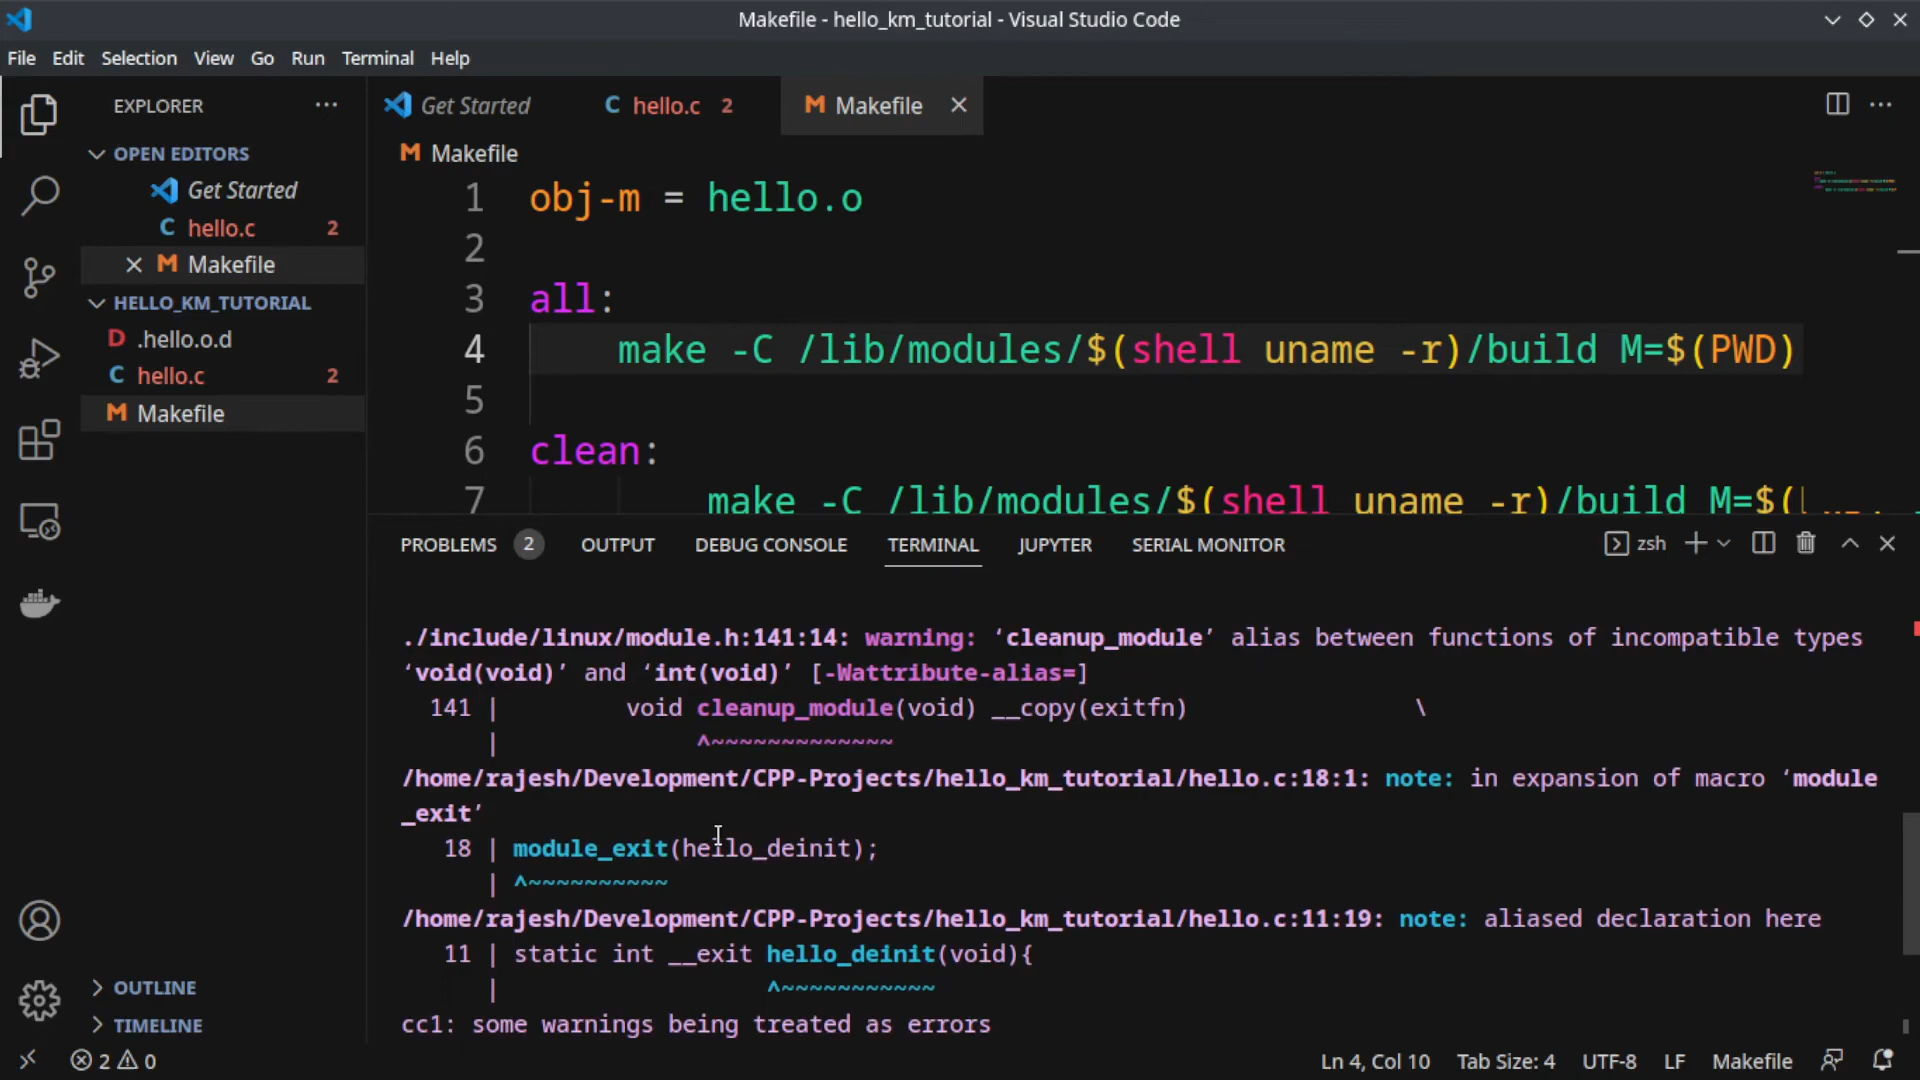 Makefile - hello_km_tutorial - Visual Studio Code
File Edit Selection View Go Run Terminal Help
EXPLORER
Get Started
hello.c 2
Makefile
OPEN EDITORS
Get Started
hello.c 2
Makefile
HELLO_KM_TUTORIAL
.hello.o.d
hello.c 2
Makefile
OUTLINE
TIMELINE
Makefile
1 obj-m = hello.o
2
3 all:
4 make -C /lib/modules/$(shell uname -r)/build M=$(PWD)
5
6 clean:
7 make -C /lib/modules/$(shell uname -r)/build M=$(
PROBLEMS 2 OUTPUT DEBUG CONSOLE TERMINAL JUPYTER SERIAL MONITOR zsh
./include/linux/module.h:141:14: warning: ‘cleanup_module’ alias between functions of incompatible types
‘void(void)’ and ‘int(void)’ [-Wattribute-alias=]
141 | void cleanup_module(void) __copy(exitfn) \
| ^~~~~~~~~~~~~~
/home/rajesh/Development/CPP-Projects/hello_km_tutorial/hello.c:18:1: note: in expansion of macro ‘module
_exit’
18 | module_exit(hello_deinit);
| ^~~~~~~~~~~
/home/rajesh/Development/CPP-Projects/hello_km_tutorial/hello.c:11:19: note: aliased declaration here
11 | static int __exit hello_deinit(void){
| ^~~~~~~~~~~~
cc1: some warnings being treated as errors
2 0
Ln 4, Col 10 Tab Size: 4 UTF-8 LF Makefile